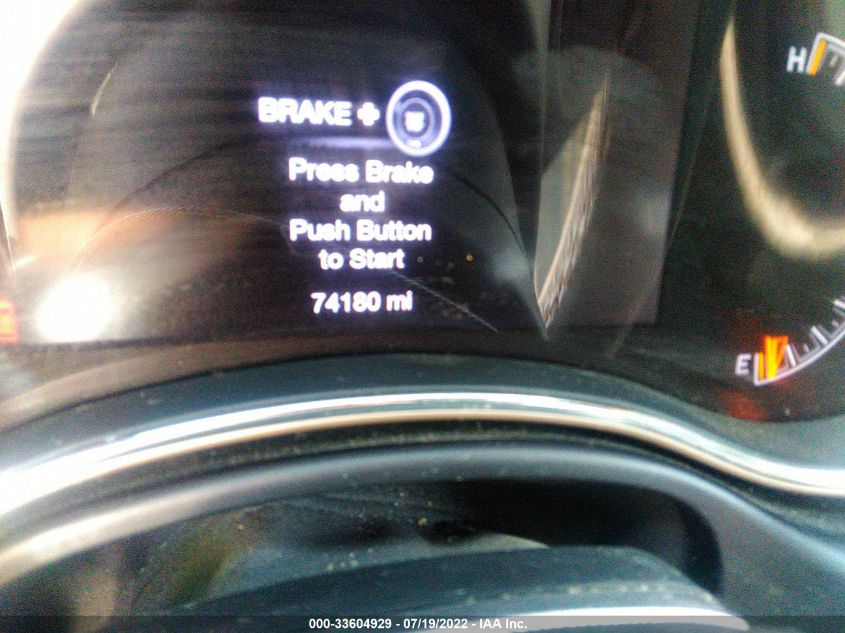 BRAKE +
Press Brake
and
Push Button
to Start
74180 mi
H
E
000-33604929 - 07/19/2022 - IAA Inc.